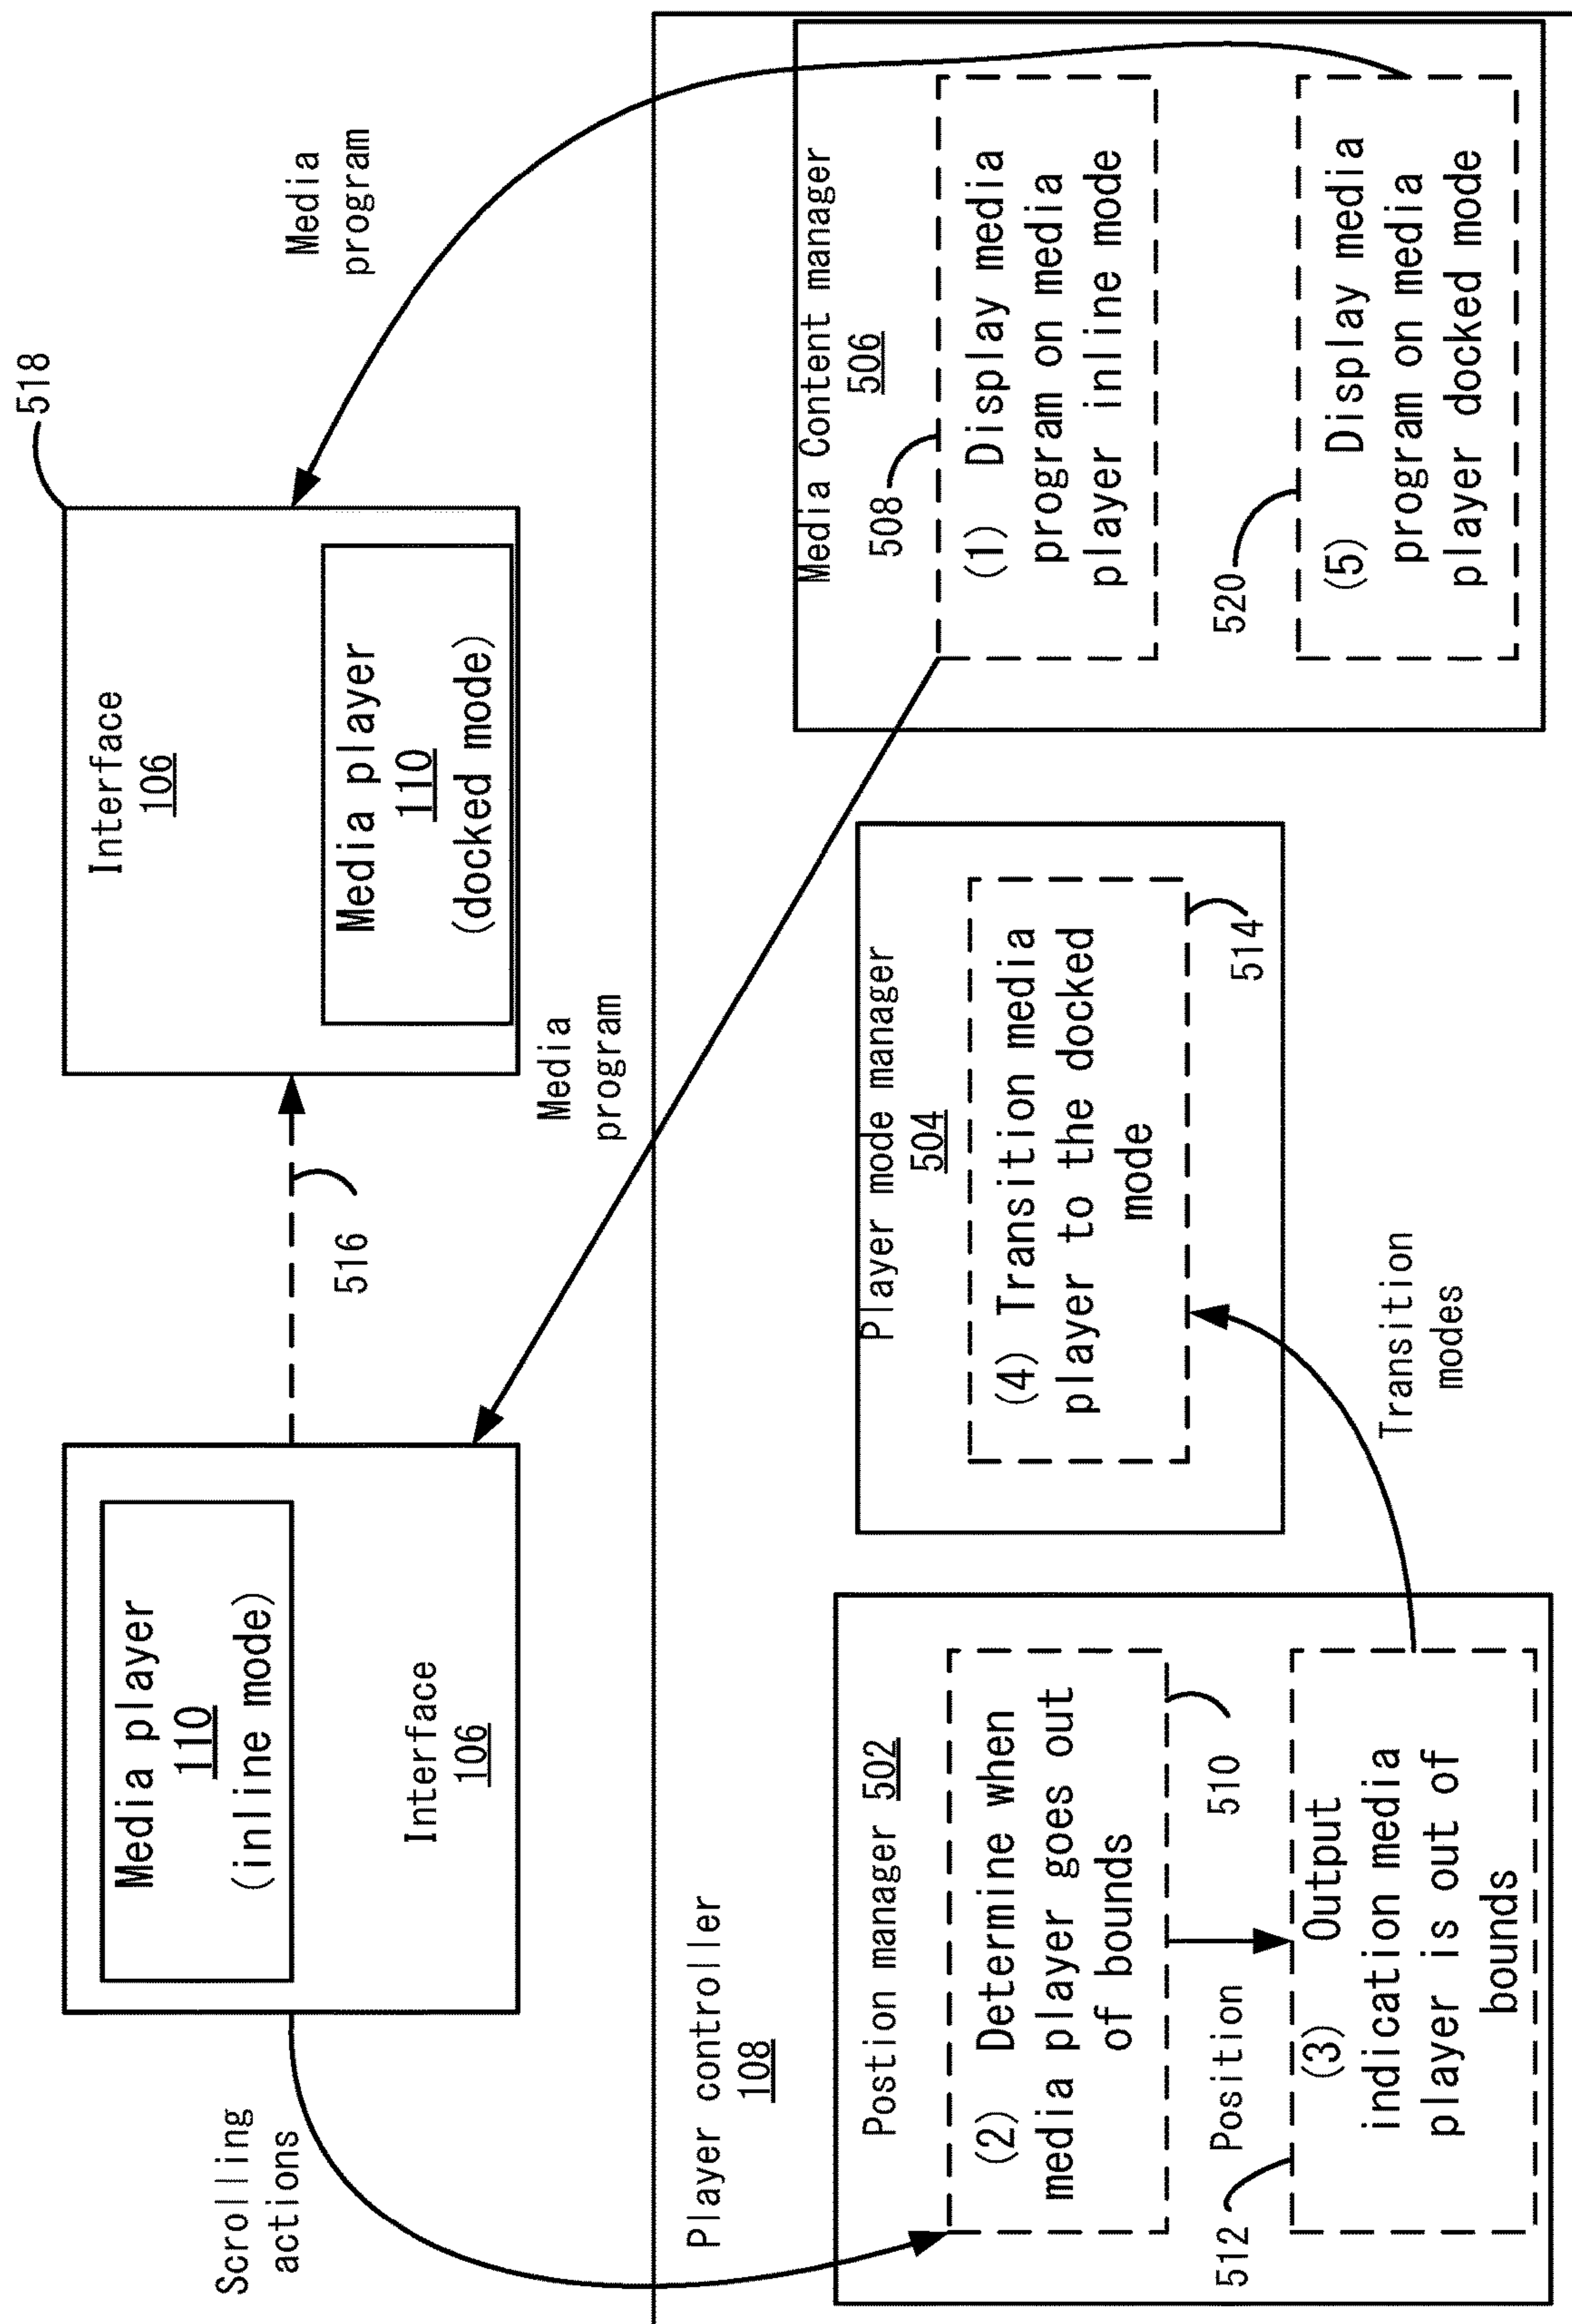 Media player
110
(inline mode)
Interface
106
Scrolling
actions
516
Interface
106
Media player
110
(docked mode)
518
Media
program
Media
program
Player controller
108
Postion manager 502
(2) Determine when
media player goes out
of bounds
510
Position
512
(3) Output
indication media
player is out of
bounds
Transition
modes
Player mode manager
504
(4) Transition media
player to the docked
mode
514
Media Content manager
506
508
(1) Display media
program on media
player inline mode
520
(5) Display media
program on media
player docked mode